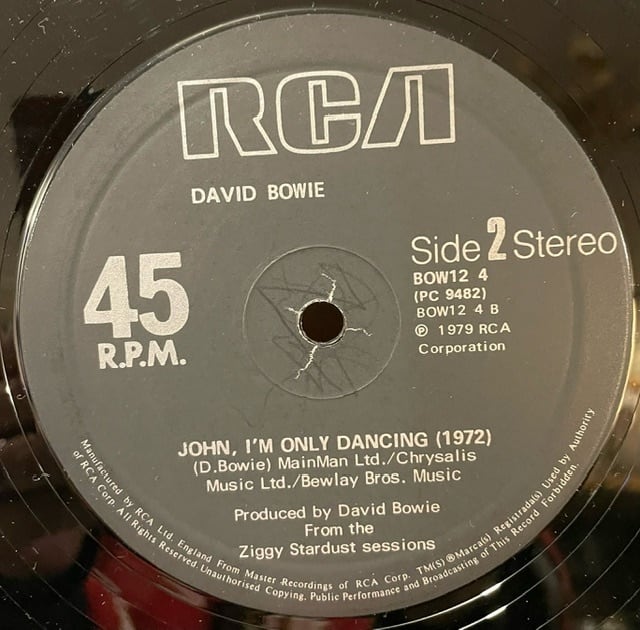 RCA
DAVID BOWIE
Side 2 Stereo
45
R.P.M.
BOW12 4
(PC 9482)
BOW12 4 B
℗ 1979 RCA
Corporation
JOHN, I'M ONLY DANCING (1972)
(D.Bowie) MainMan Ltd./Chrysalis
Music Ltd./Bewlay Bros. Music
Produced by David Bowie
From the
Ziggy Stardust sessions
Manufactured by RCA Ltd. England From Master Recordings of RCA Corp. TM(S)®Marca(s) Registrada(s) Used by Authority
of RCA Corp. All Rights Reserved. Unauthorised Copying, Public Performance and Broadcasting of This Record Forbidden.